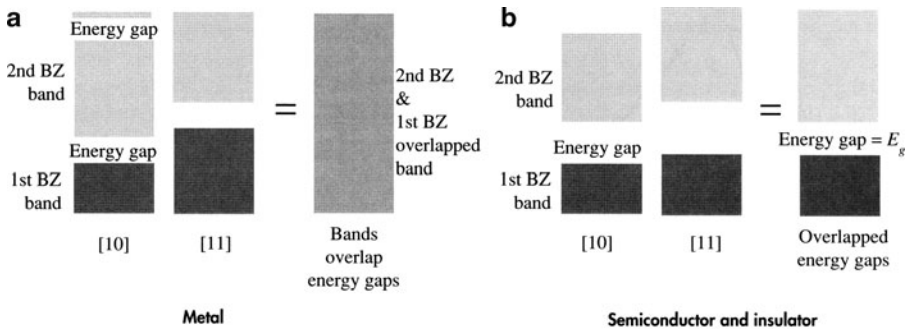 a
Energy gap
2nd BZ
band
Energy gap
1st BZ
band
[10]
[11]
=
2nd BZ
&
1st BZ
overlapped
band
Bands
overlap
energy gaps
Metal
b
2nd BZ
band
Energy gap
1st BZ
band
[10]
[11]
=
Energy gap = Eg
Overlapped
energy gaps
Semiconductor and insulator